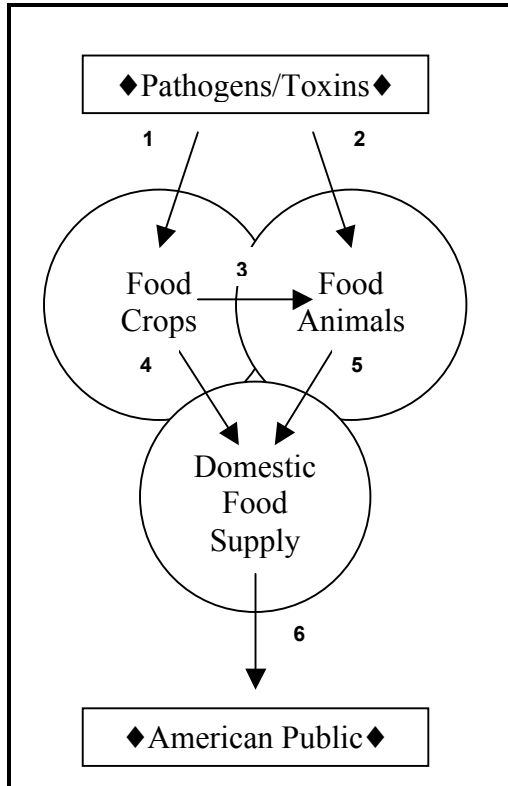 ♦Pathogens/Toxins♦
1 2
3
Food Food
Crops Animals
4 5
Domestic
Food
Supply
6
♦American Public♦